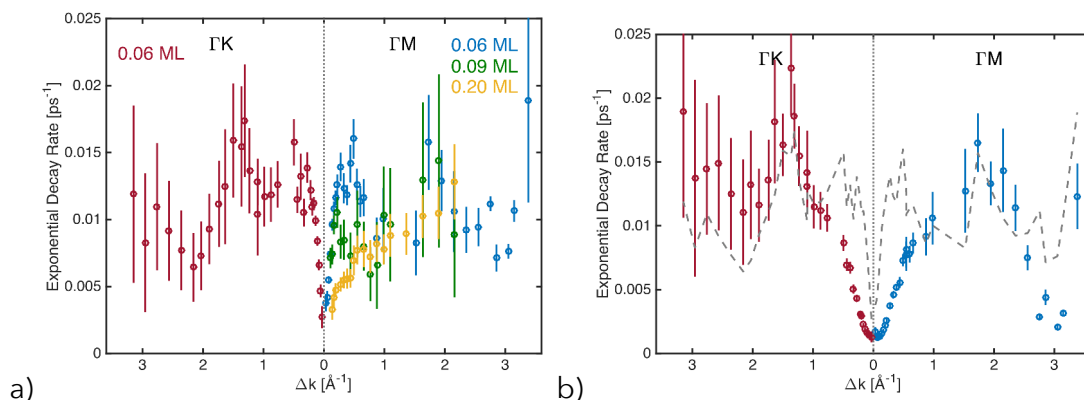 0.025
0.02
0.015
0.01
0.005
0
Exponential Decay Rate [ps⁻¹]
ΓK
ΓM
0.06 ML
0.06 ML
0.09 ML
0.20 ML
3 2 1 0 1 2 3
Δk [Å⁻¹]
a)
0.025
0.02
0.015
0.01
0.005
0
Exponential Decay Rate [ps⁻¹]
ΓK
ΓM
3 2 1 0 1 2 3
Δk [Å⁻¹]
b)